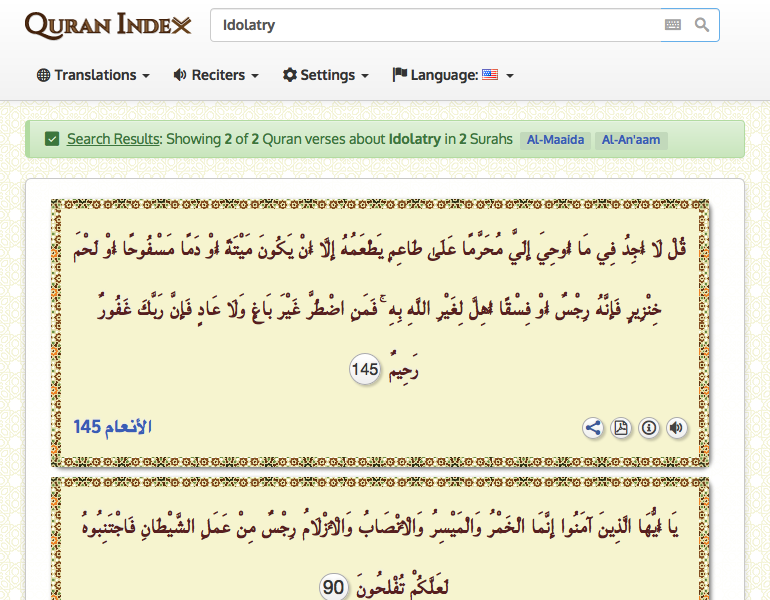 QURAN INDEX
Idolatry
Translations Reciters Settings Language:
Search Results: Showing 2 of 2 Quran verses about Idolatry in 2 Surahs Al-Maaida Al-An'aam
قُلْ لَا أَجِدُ فِي مَا أُوحِيَ إِلَيَّ مُحَرَّمًا عَلَىٰ طَاعِمٍ يَطْعَمُهُ إِلَّا أَنْ يَكُونَ مَيْتَةً أَوْ دَمًا مَسْفُوحًا أَوْ لَحْمَ
خِنْزِيرٍ فَإِنَّهُ رِجْسٌ أَوْ فِسْقًا أُهِلَّ لِغَيْرِ اللَّهِ بِهِ ۚ فَمَنِ اضْطُرَّ غَيْرَ بَاغٍ وَلَا عَادٍ فَإِنَّ رَبَّكَ غَفُورٌ
رَحِيمٌ 145
الأنعام 145
يَا أَيُّهَا الَّذِينَ آمَنُوا إِنَّمَا الْخَمْرُ وَالْمَيْسِرُ وَالْأَنْصَابُ وَالْأَزْلَامُ رِجْسٌ مِنْ عَمَلِ الشَّيْطَانِ فَاجْتَنِبُوهُ
لَعَلَّكُمْ تُفْلِحُونَ 90